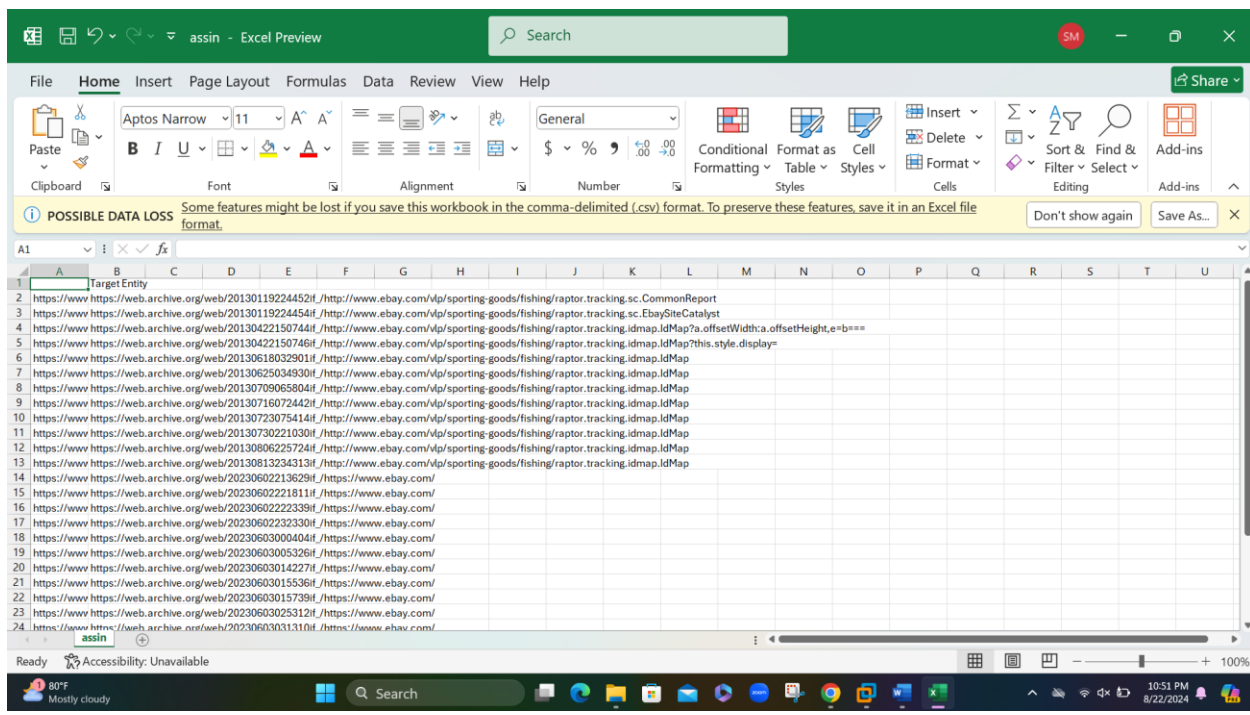 assin - Excel Preview
Search
SM
File Home Insert Page Layout Formulas Data Review View Help
Share
Paste
Aptos Narrow 11 A^ A
B I U A
ab
General
$ % 9 .00 .00
Conditional Formatting
Format as Table
Cell Styles
Insert
Delete
Format
Sort & Filter
Find & Select
Add-ins
Clipboard Font Alignment Number Styles Cells Editing Add-ins
POSSIBLE DATA LOSS Some features might be lost if you save this workbook in the comma-delimited (.csv) format. To preserve these features, save it in an Excel file format.
Don't show again Save As...
A1 fx
A B C D E F G H I J K L M N O P Q R S T U
1 Target Entity
2 https://www https://web.archive.org/web/20130119224452if_/http://www.ebay.com/vlp/sporting-goods/fishing/raptor.tracking.sc.CommonReport
3 https://www https://web.archive.org/web/20130119224454if_/http://www.ebay.com/vlp/sporting-goods/fishing/raptor.tracking.sc.EbaySiteCatalyst
4 https://www https://web.archive.org/web/20130422150744if_/http://www.ebay.com/vlp/sporting-goods/fishing/raptor.tracking.idmap.IdMap?a.offsetWidth:a.offsetHeight,e=b===
5 https://www https://web.archive.org/web/20130422150746if_/http://www.ebay.com/vlp/sporting-goods/fishing/raptor.tracking.idmap.IdMap?this.style.display=
6 https://www https://web.archive.org/web/20130618032901if_/http://www.ebay.com/vlp/sporting-goods/fishing/raptor.tracking.idmap.IdMap
7 https://www https://web.archive.org/web/20130625034930if_/http://www.ebay.com/vlp/sporting-goods/fishing/raptor.tracking.idmap.IdMap
8 https://www https://web.archive.org/web/20130709065804if_/http://www.ebay.com/vlp/sporting-goods/fishing/raptor.tracking.idmap.IdMap
9 https://www https://web.archive.org/web/20130716072442if_/http://www.ebay.com/vlp/sporting-goods/fishing/raptor.tracking.idmap.IdMap
10 https://www https://web.archive.org/web/20130723075414if_/http://www.ebay.com/vlp/sporting-goods/fishing/raptor.tracking.idmap.IdMap
11 https://www https://web.archive.org/web/20130730221030if_/http://www.ebay.com/vlp/sporting-goods/fishing/raptor.tracking.idmap.IdMap
12 https://www https://web.archive.org/web/20130806225724if_/http://www.ebay.com/vlp/sporting-goods/fishing/raptor.tracking.idmap.IdMap
13 https://www https://web.archive.org/web/20130813234313if_/http://www.ebay.com/vlp/sporting-goods/fishing/raptor.tracking.idmap.IdMap
14 https://www https://web.archive.org/web/20230602213629if_/https://www.ebay.com/
15 https://www https://web.archive.org/web/20230602221811if_/https://www.ebay.com/
16 https://www https://web.archive.org/web/20230602222339if_/https://www.ebay.com/
17 https://www https://web.archive.org/web/20230602232330if_/https://www.ebay.com/
18 https://www https://web.archive.org/web/20230603000404if_/https://www.ebay.com/
19 https://www https://web.archive.org/web/20230603005326if_/https://www.ebay.com/
20 https://www https://web.archive.org/web/20230603014227if_/https://www.ebay.com/
21 https://www https://web.archive.org/web/20230603015536if_/https://www.ebay.com/
22 https://www https://web.archive.org/web/20230603015739if_/https://www.ebay.com/
23 https://www https://web.archive.org/web/20230603025312if_/https://www.ebay.com/
24 https://www https://web.archive.org/web/20230603031310if_/https://www.ebay.com/
assin
Ready Accessibility: Unavailable 100%
1 80°F
Mostly cloudy
Search
zoom
10:51 PM
8/22/2024